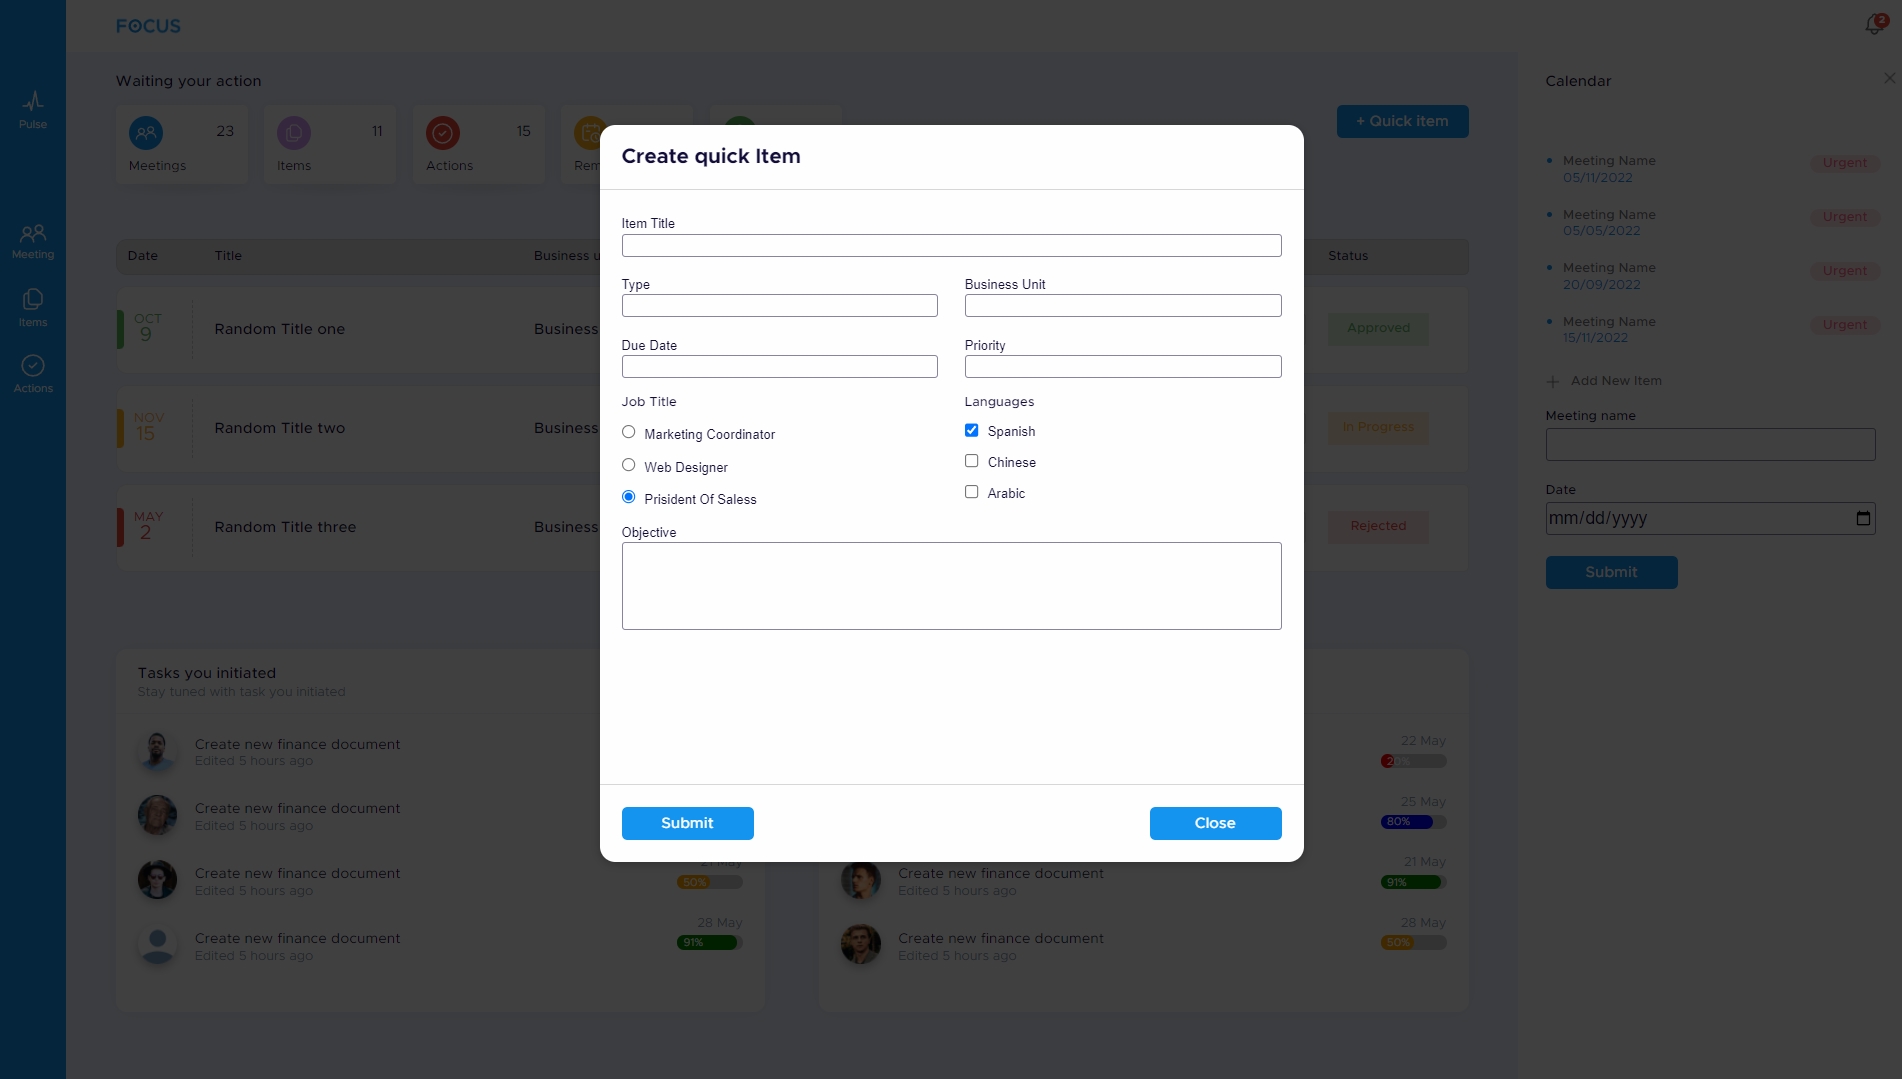 FOCUS
2
Pulse
Meeting
Items
Actions
Waiting your action
23
Meetings
11
Items
15
Actions
Rem
+ Quick item
Date
Title
Business u
Status
OCT
9
Random Title one
Business
Approved
NOV
15
Random Title two
Business
In Progress
MAY
2
Random Title three
Business
Rejected
Create quick Item
Item Title
Type
Business Unit
Due Date
Priority
Job Title
Marketing Coordinator
Web Designer
Prisident Of Saless
Languages
Spanish
Chinese
Arabic
Objective
Submit
Close
Tasks you initiated
Stay tuned with task you initiated
Create new finance document
Edited 5 hours ago
Create new finance document
Edited 5 hours ago
Create new finance document
Edited 5 hours ago
21 May
50%
Create new finance document
Edited 5 hours ago
28 May
91%
22 May
20%
25 May
80%
Create new finance document
Edited 5 hours ago
21 May
91%
Create new finance document
Edited 5 hours ago
28 May
50%
Calendar
Meeting Name
05/11/2022
Urgent
Meeting Name
05/05/2022
Urgent
Meeting Name
20/09/2022
Urgent
Meeting Name
15/11/2022
Urgent
Add New Item
Meeting name
Date
mm/dd/yyyy
Submit